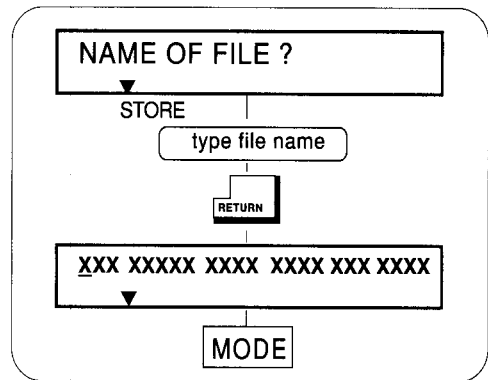 NAME OF FILE ?
STORE
type file name
RETURN
XXX XXXXX XXXX XXXX XXX XXXX
MODE